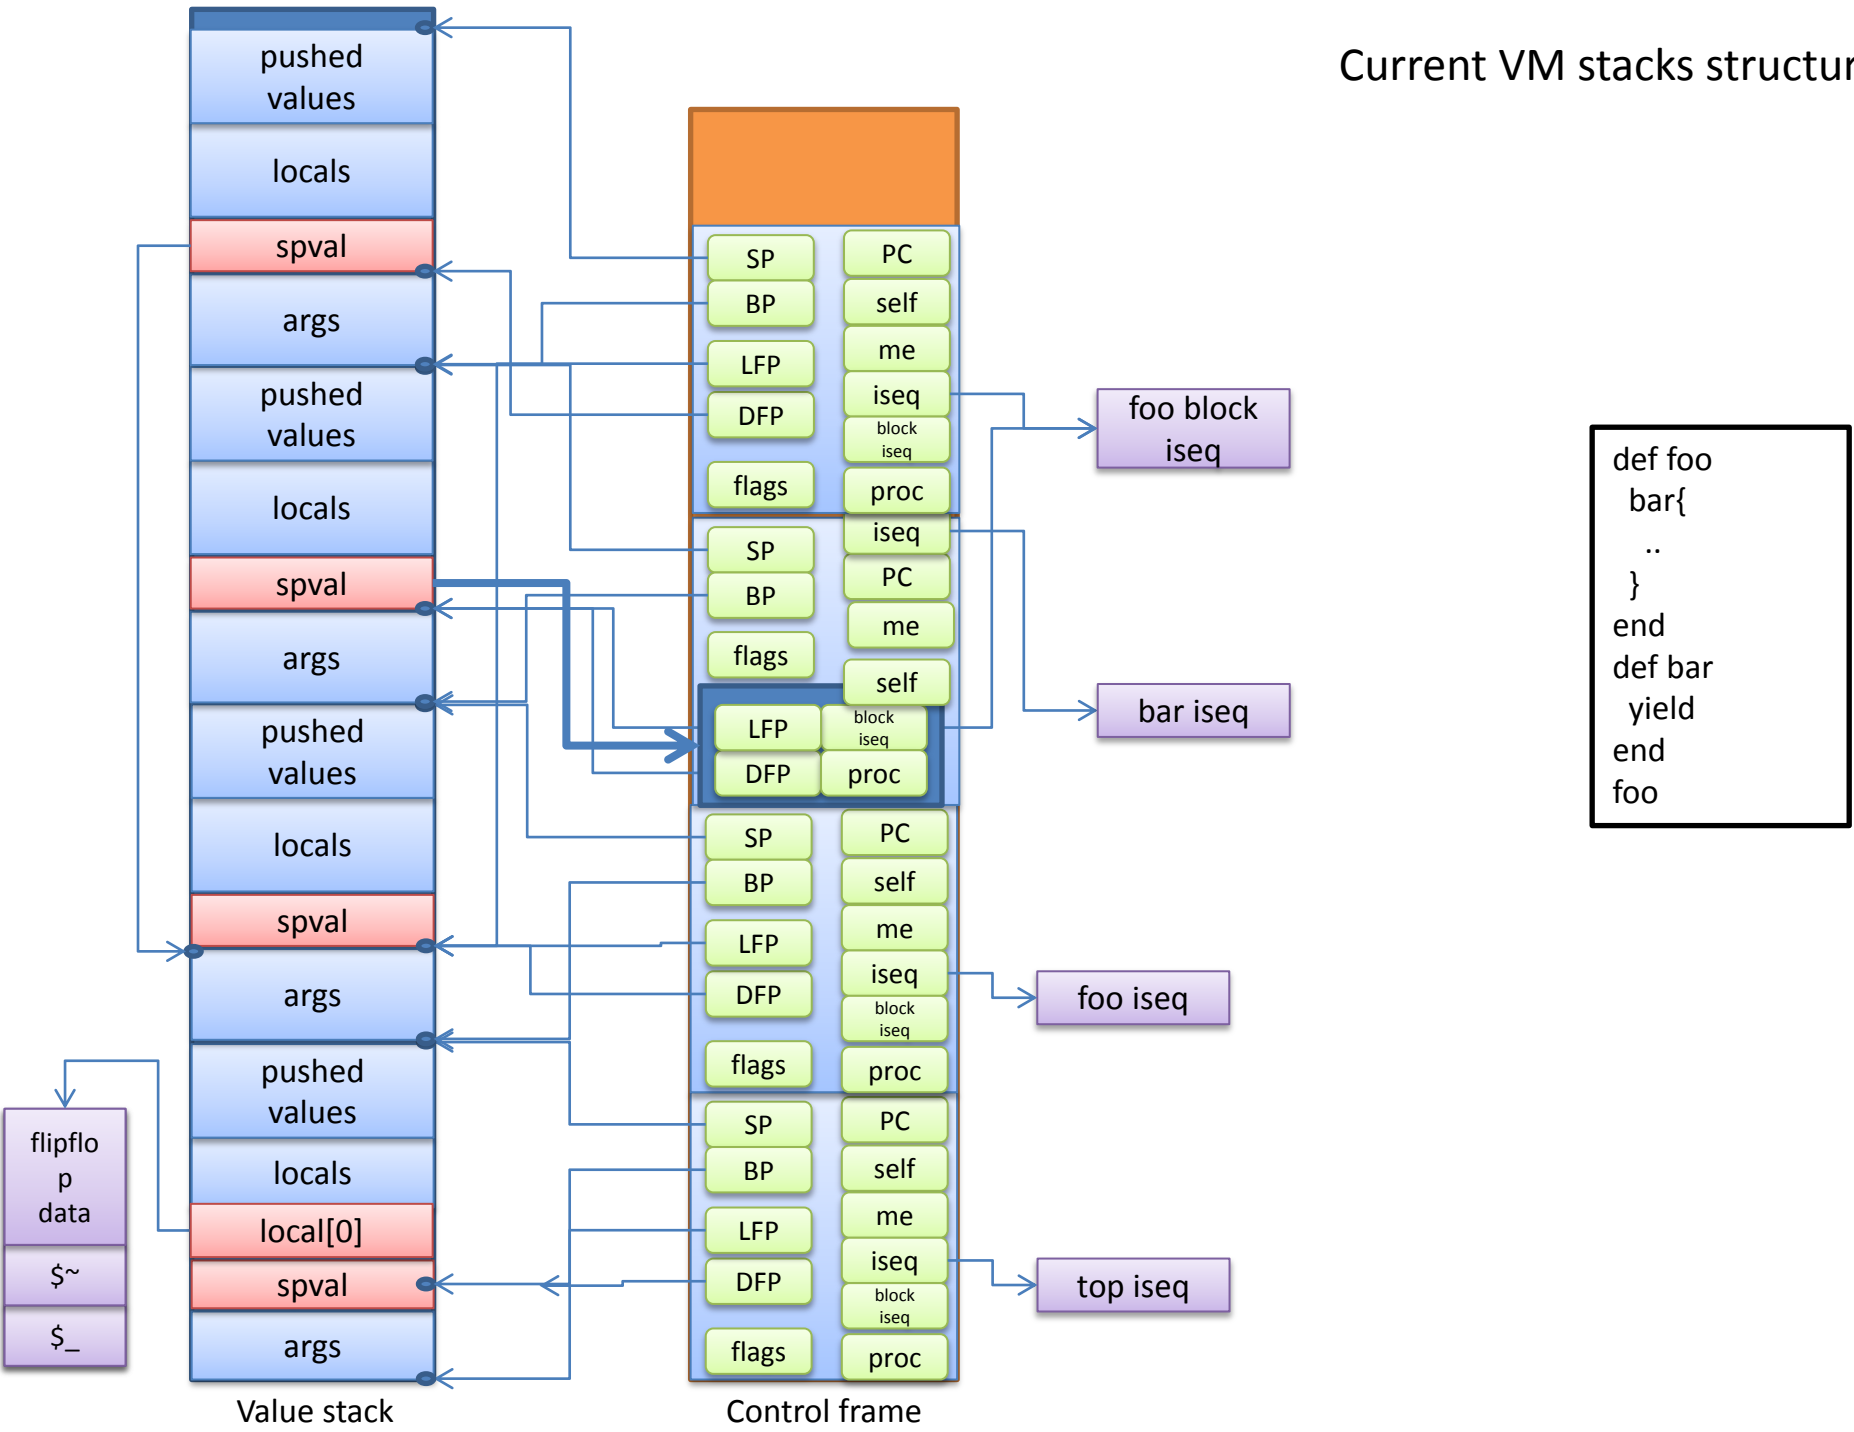 Current VM stacks structur
pushed
values
locals
spval
args
pushed
values
locals
spval
args
pushed
values
locals
spval
args
pushed
values
locals
local[0]
spval
args
Value stack
flipflo
p
data
$~
$_
SP
PC
BP
self
LFP
me
DFP
iseq
block
iseq
flags
proc
SP
iseq
BP
PC
me
flags
self
LFP
block
iseq
DFP
proc
SP
PC
BP
self
LFP
me
DFP
iseq
block
iseq
flags
proc
SP
PC
BP
self
LFP
me
DFP
iseq
block
iseq
flags
proc
Control frame
foo block
iseq
bar iseq
foo iseq
top iseq
def foo
bar{
..
}
end
def bar
yield
end
foo